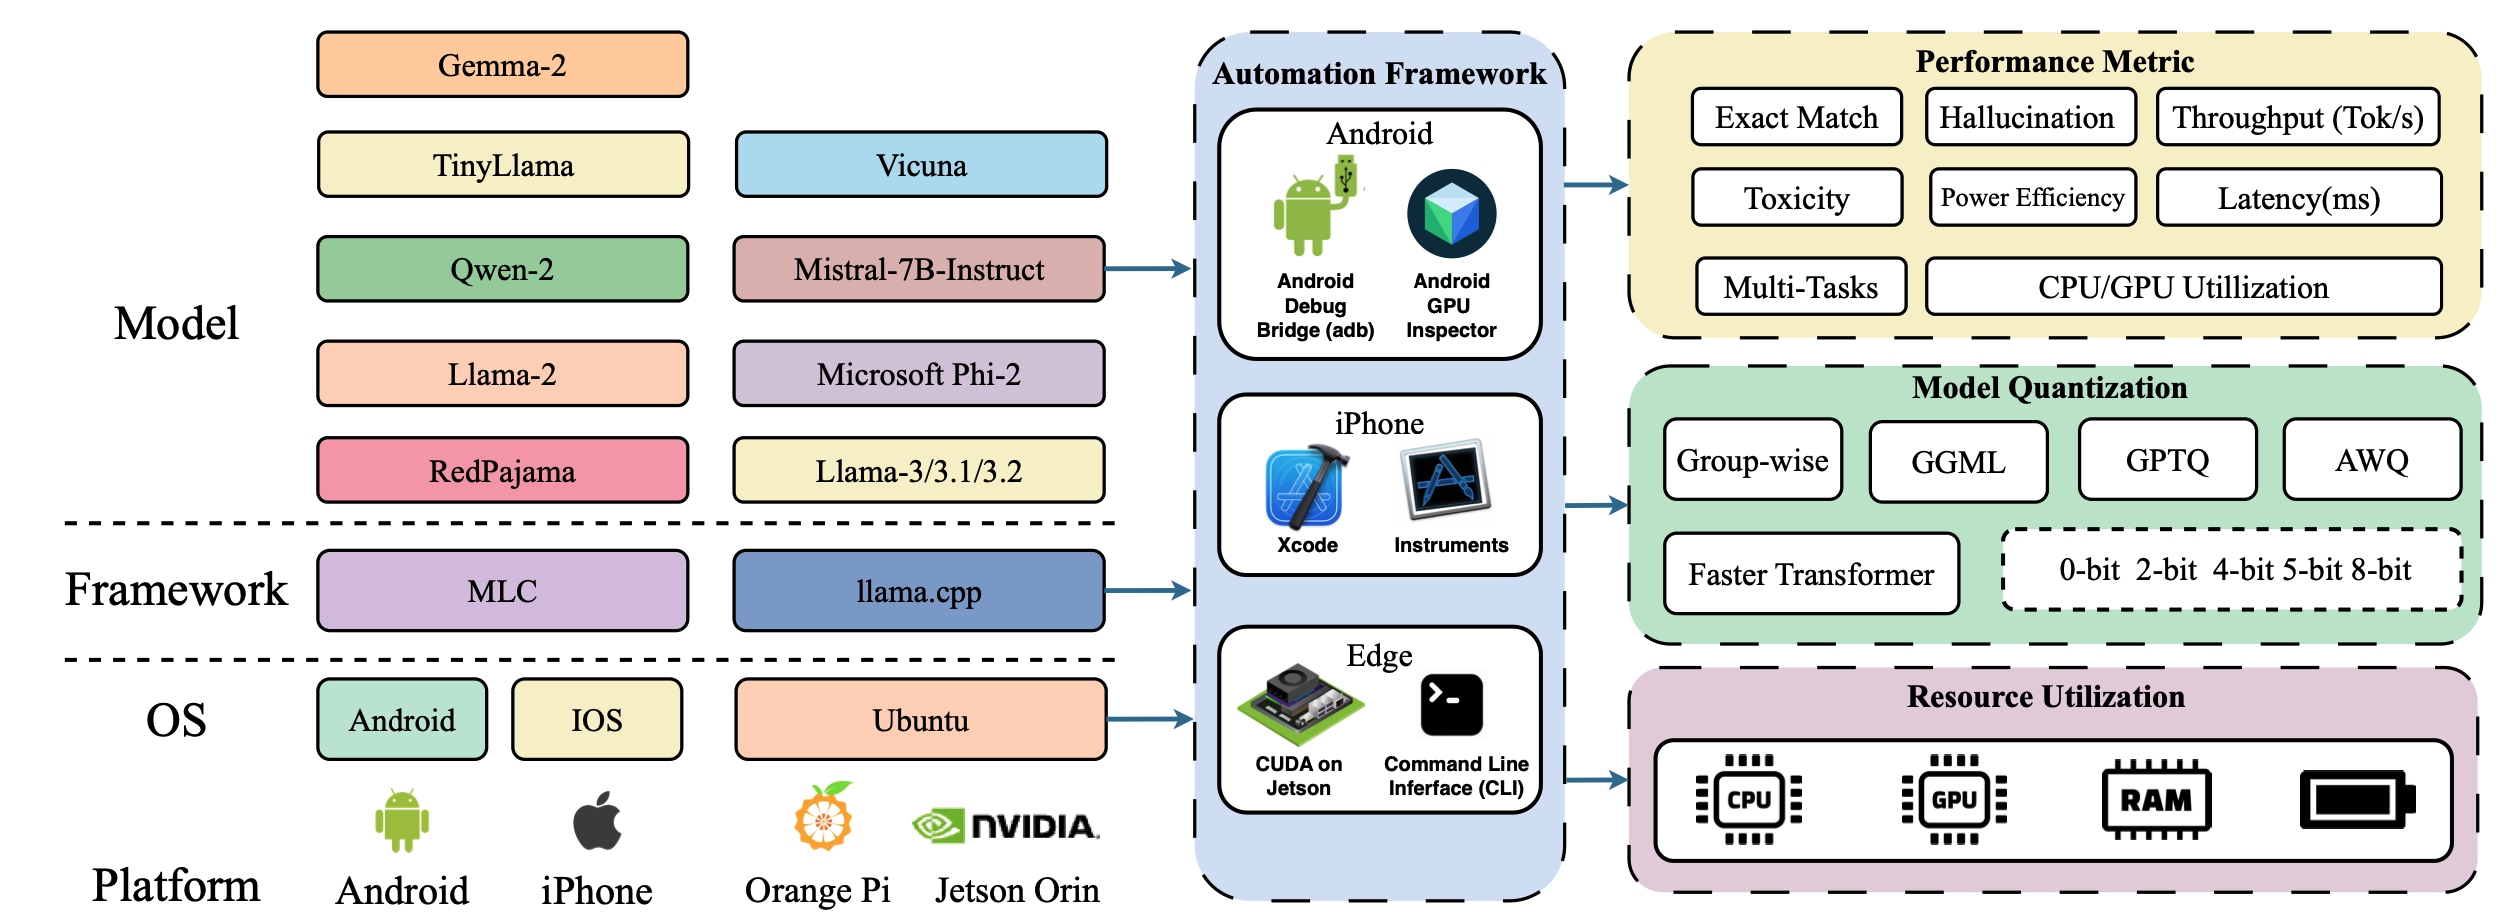 Model
Gemma-2
TinyLlama
Vicuna
Qwen-2
Mistral-7B-Instruct
Llama-2
Microsoft Phi-2
RedPajama
Llama-3/3.1/3.2
Framework
MLC
llama.cpp
OS
Android
IOS
Ubuntu
Platform
Android
iPhone
Orange Pi
NVIDIA.
Jetson Orin
Automation Framework
Android
Android
Debug
Bridge (adb)
Android
GPU
Inspector
iPhone
Xcode
Instruments
Edge
CUDA on
Jetson
Command Line
Inferface (CLI)
Performance Metric
Exact Match
Hallucination
Throughput (Tok/s)
Toxicity
Power Efficiency
Latency(ms)
Multi-Tasks
CPU/GPU Utillization
Model Quantization
Group-wise
GGML
GPTQ
AWQ
Faster Transformer
0-bit 2-bit 4-bit 5-bit 8-bit
Resource Utilization
CPU
GPU
RAM